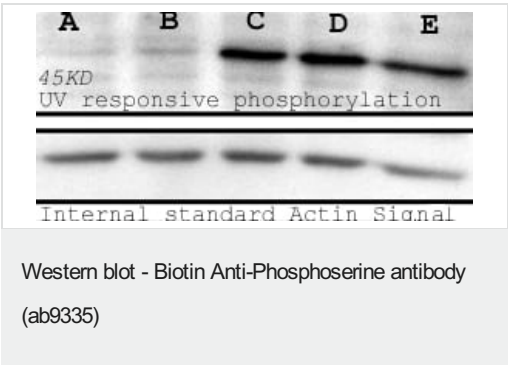 A B C D E
45KD
UV responsive phosphorylation
Internal standard Actin Signal
Western blot - Biotin Anti-Phosphoserine antibody
(ab9335)